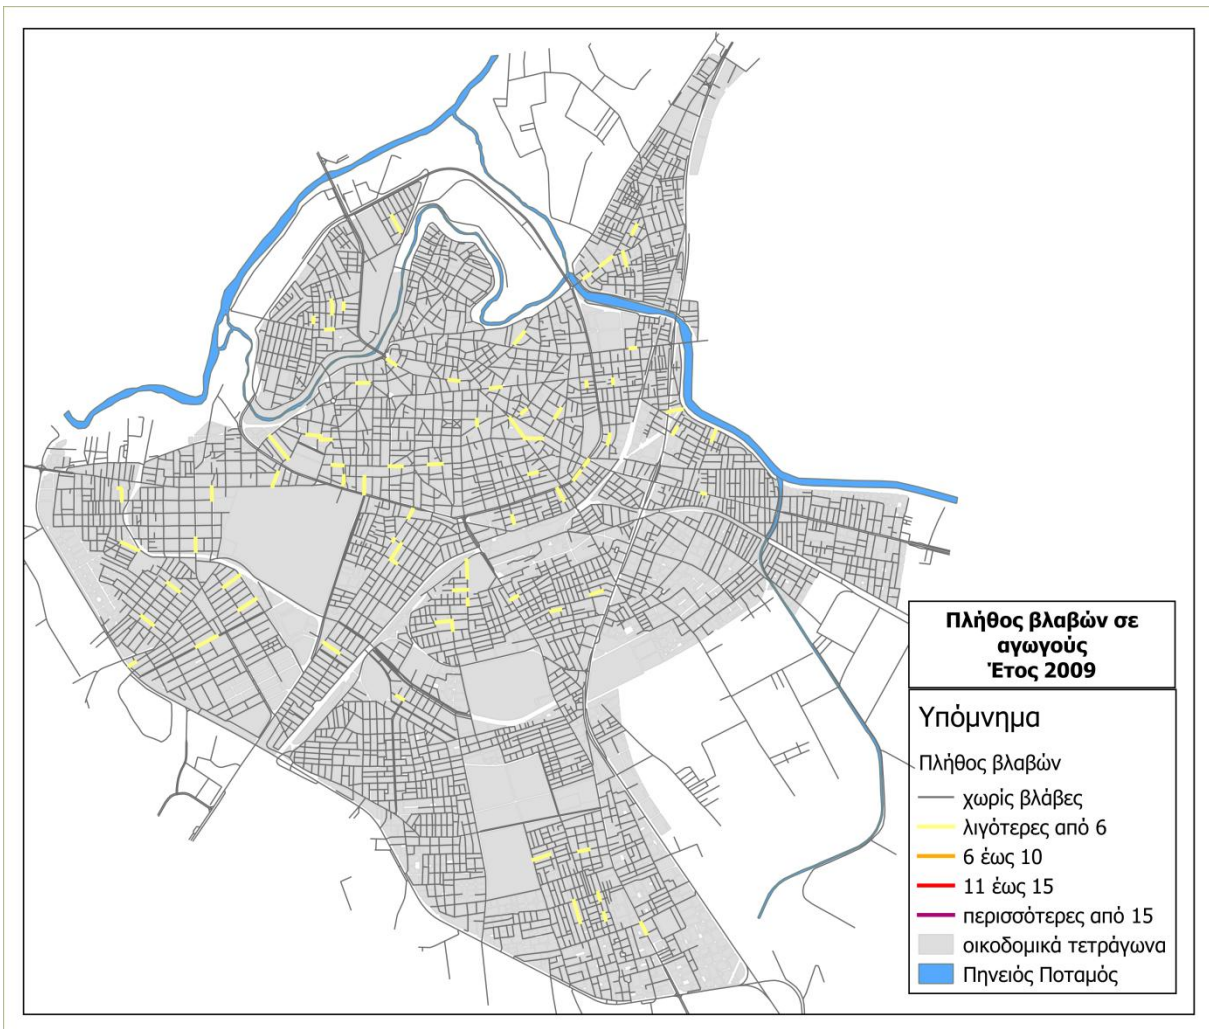 Πλήθος βλαβών σε
αγωγούς
Έτος 2009
Υπόμνημα
Πλήθος βλαβών
χωρίς βλάβες
λιγότερες από 6
6 έως 10
11 έως 15
περισσότερες από 15
οικοδομικά τετράγωνα
Πηνειός Ποταμός